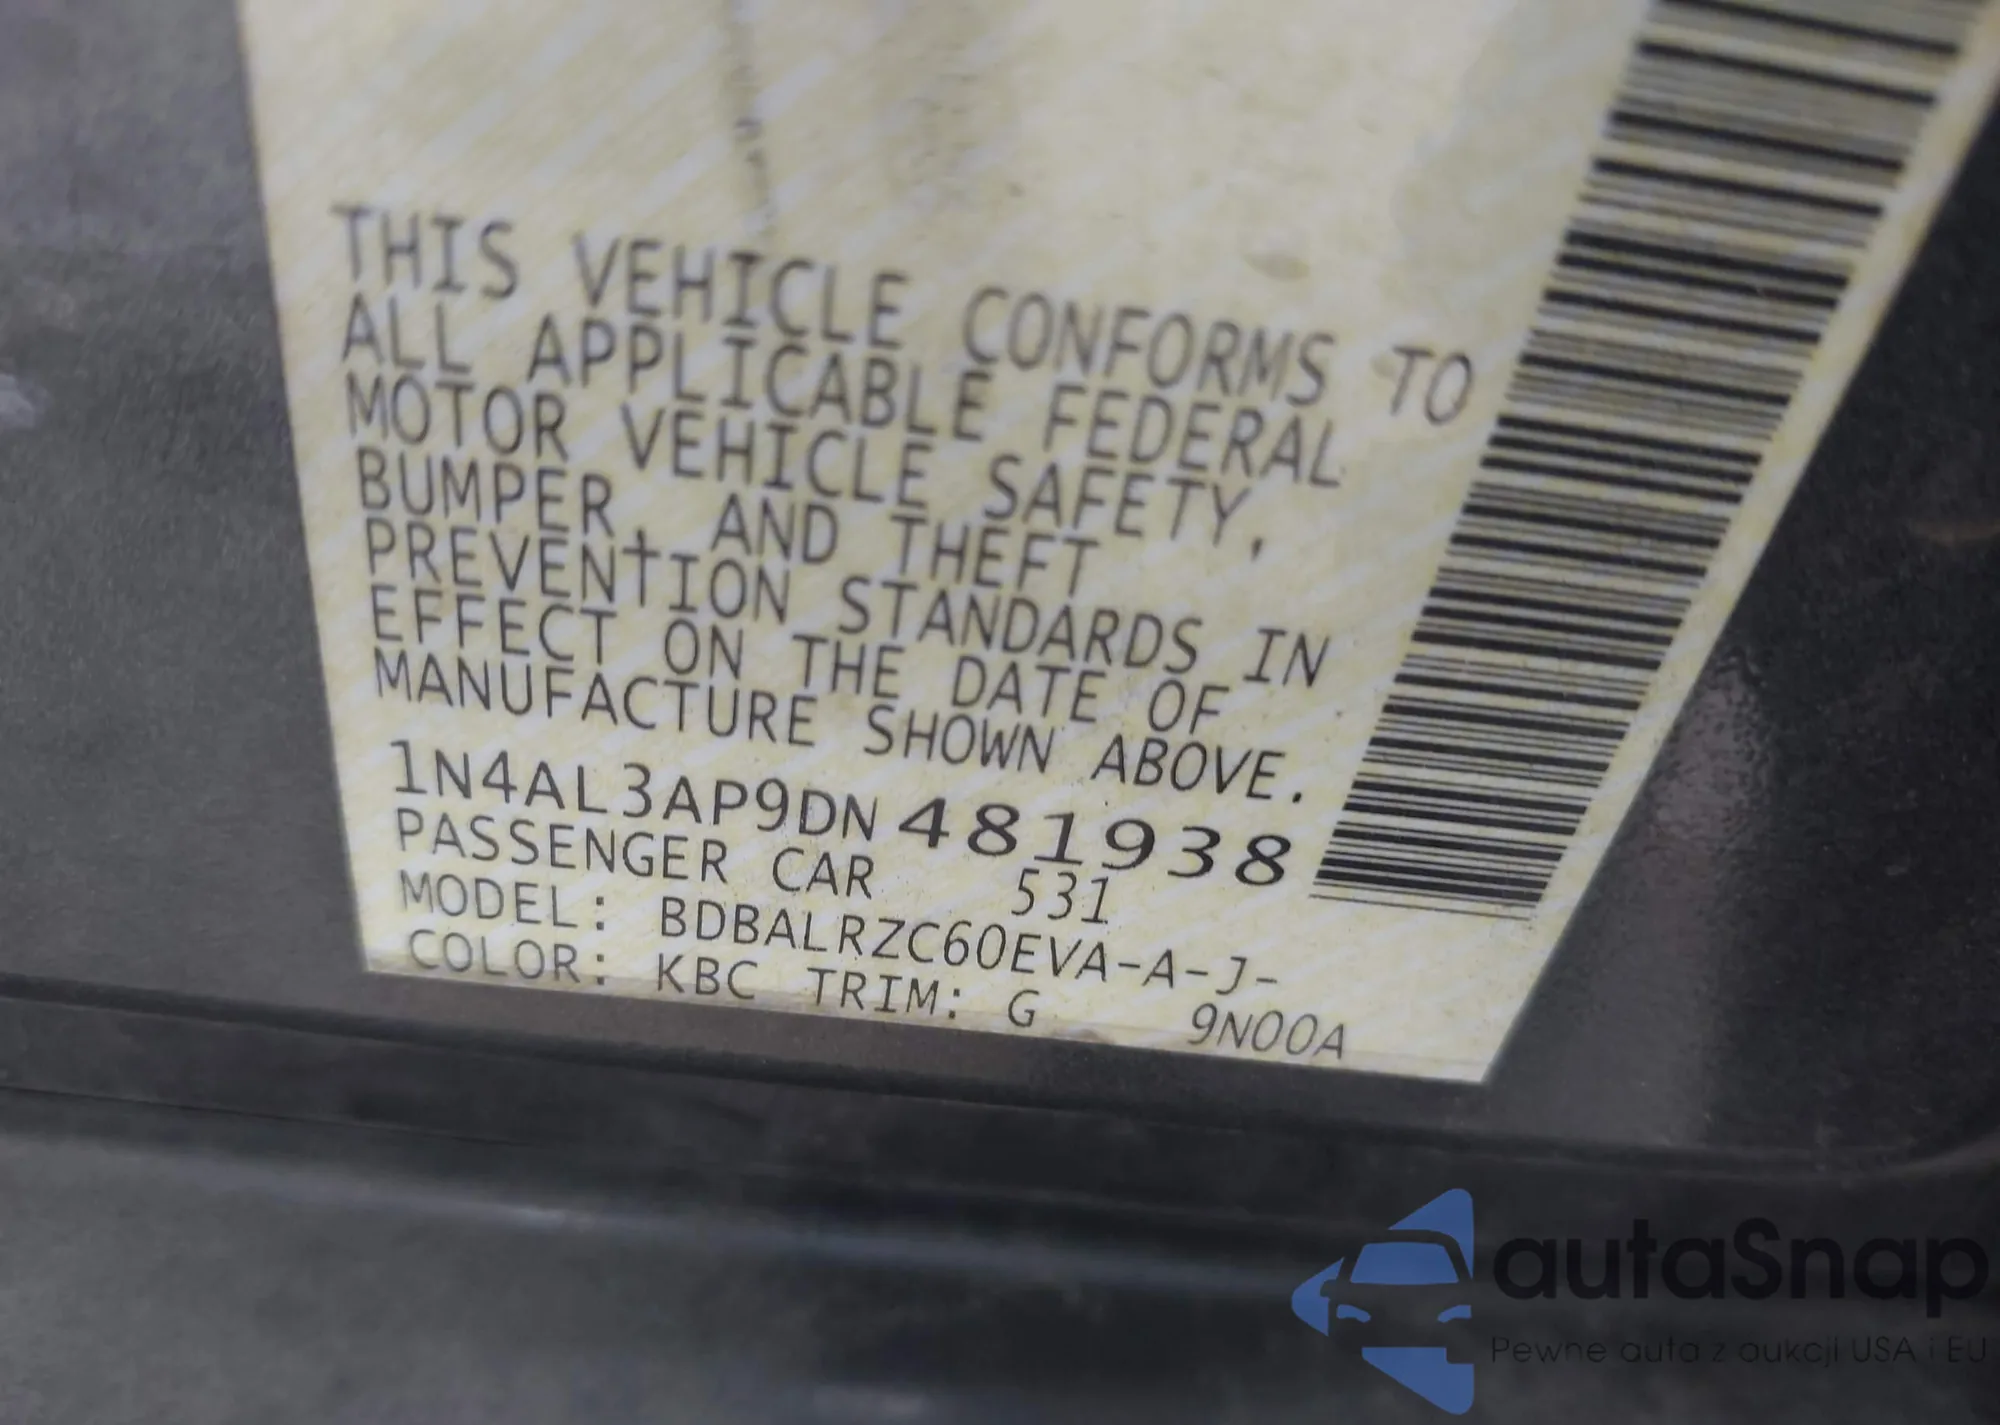 THIS VEHICLE CONFORMS TO
ALL APPLICABLE FEDERAL
MOTOR VEHICLE SAFETY,
BUMPER, AND THEFT
PREVENTION STANDARDS IN
EFFECT ON THE DATE OF
MANUFACTURE SHOWN ABOVE.
1N4AL3AP9DN481938
PASSENGER CAR 531
MODEL: BDBALRZC60EVA-A-J-
COLOR: KBC TRIM: G 9N00A
autaSnap
Pewne auta z aukcji USA i EU